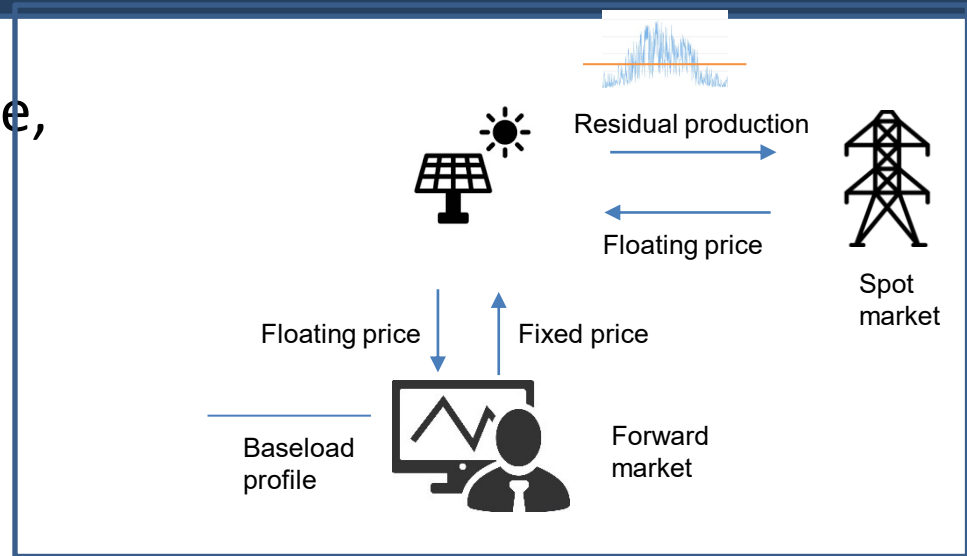 e,
Residual production
Floating price
Spot
market
Floating price
Fixed price
Baseload
profile
Forward
market